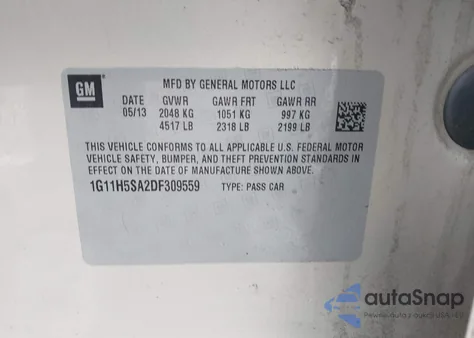 GM
MFD BY GENERAL MOTORS LLC
DATE GVWR GAWR FRT GAWR RR
05/13 2048 KG 1051 KG 997 KG
4517 LB 2318 LB 2199 LB
THIS VEHICLE CONFORMS TO ALL APPLICABLE U.S. FEDERAL MOTOR
VEHICLE SAFETY, BUMPER, AND THEFT PREVENTION STANDARDS IN
EFFECT ON THE DATE OF MANUFACTURE SHOWN ABOVE.
1G11H5SA2DF309559 TYPE: PASS CAR
autaSnap